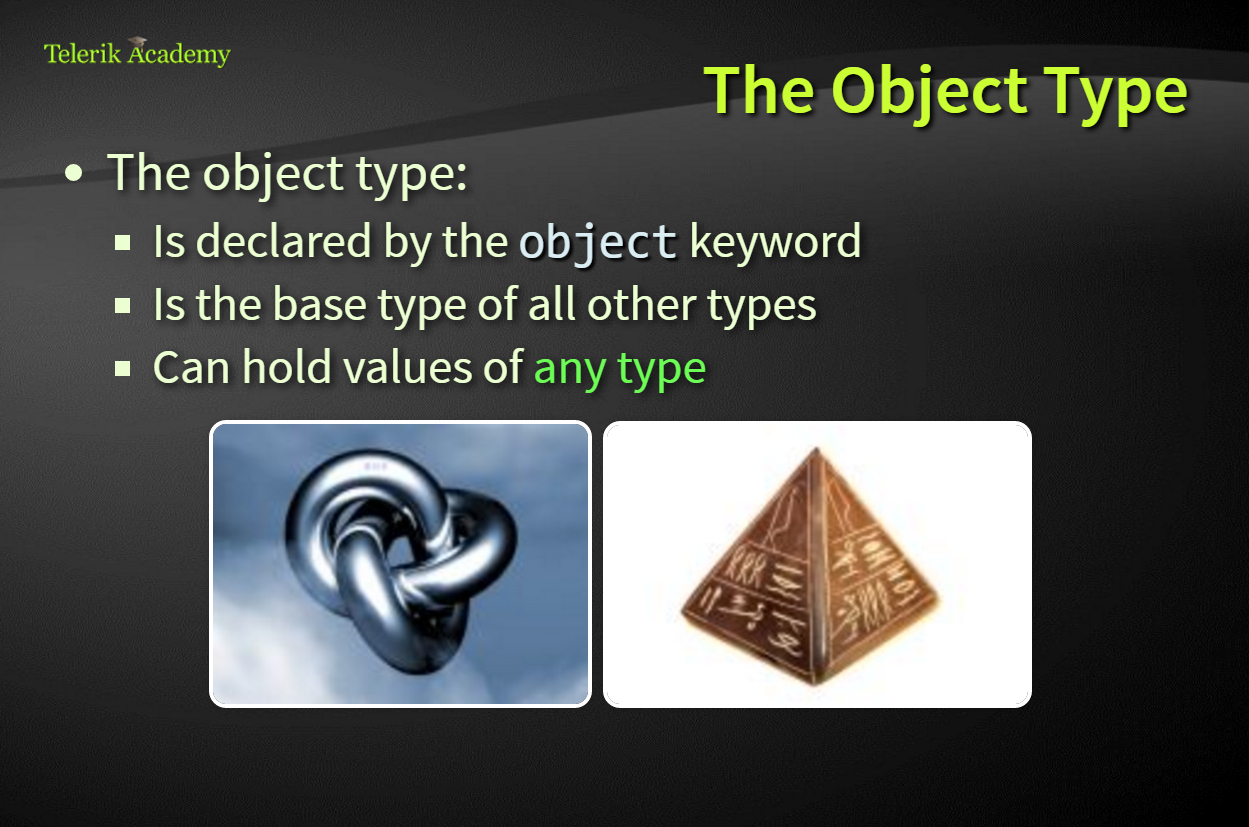 Telerik Academy
The Object Type
The object type:
Is declared by the object keyword
Is the base type of all other types
Can hold values of any type